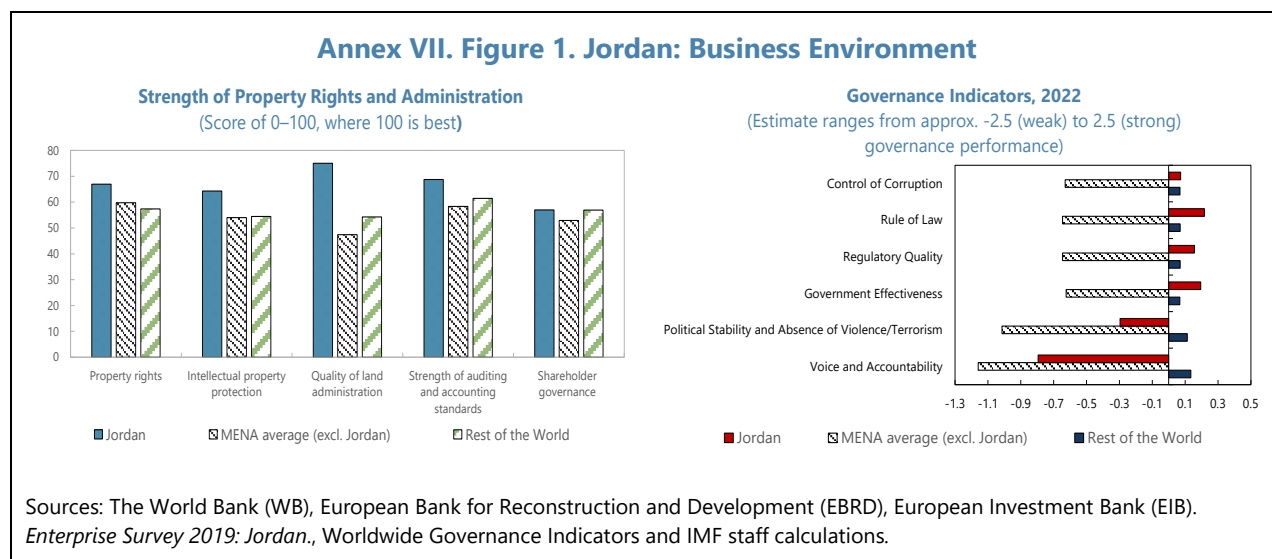 Annex VII. Figure 1. Jordan: Business Environment
Strength of Property Rights and Administration
(Score of 0–100, where 100 is best)
80
70
60
50
40
30
20
10
0
Property rights
Intellectual property
protection
Quality of land
administration
Strength of auditing
and accounting
standards
Shareholder
governance
Jordan
MENA average (excl. Jordan)
Rest of the World
Governance Indicators, 2022
(Estimate ranges from approx. -2.5 (weak) to 2.5 (strong)
governance performance)
Control of Corruption
Rule of Law
Regulatory Quality
Government Effectiveness
Political Stability and Absence of Violence/Terrorism
Voice and Accountability
-1.3 -1.1 -0.9 -0.7 -0.5 -0.3 -0.1 0.1 0.3 0.5
Jordan
MENA average (excl. Jordan)
Rest of the World
Sources: The World Bank (WB), European Bank for Reconstruction and Development (EBRD), European Investment Bank (EIB).
Enterprise Survey 2019: Jordan., Worldwide Governance Indicators and IMF staff calculations.